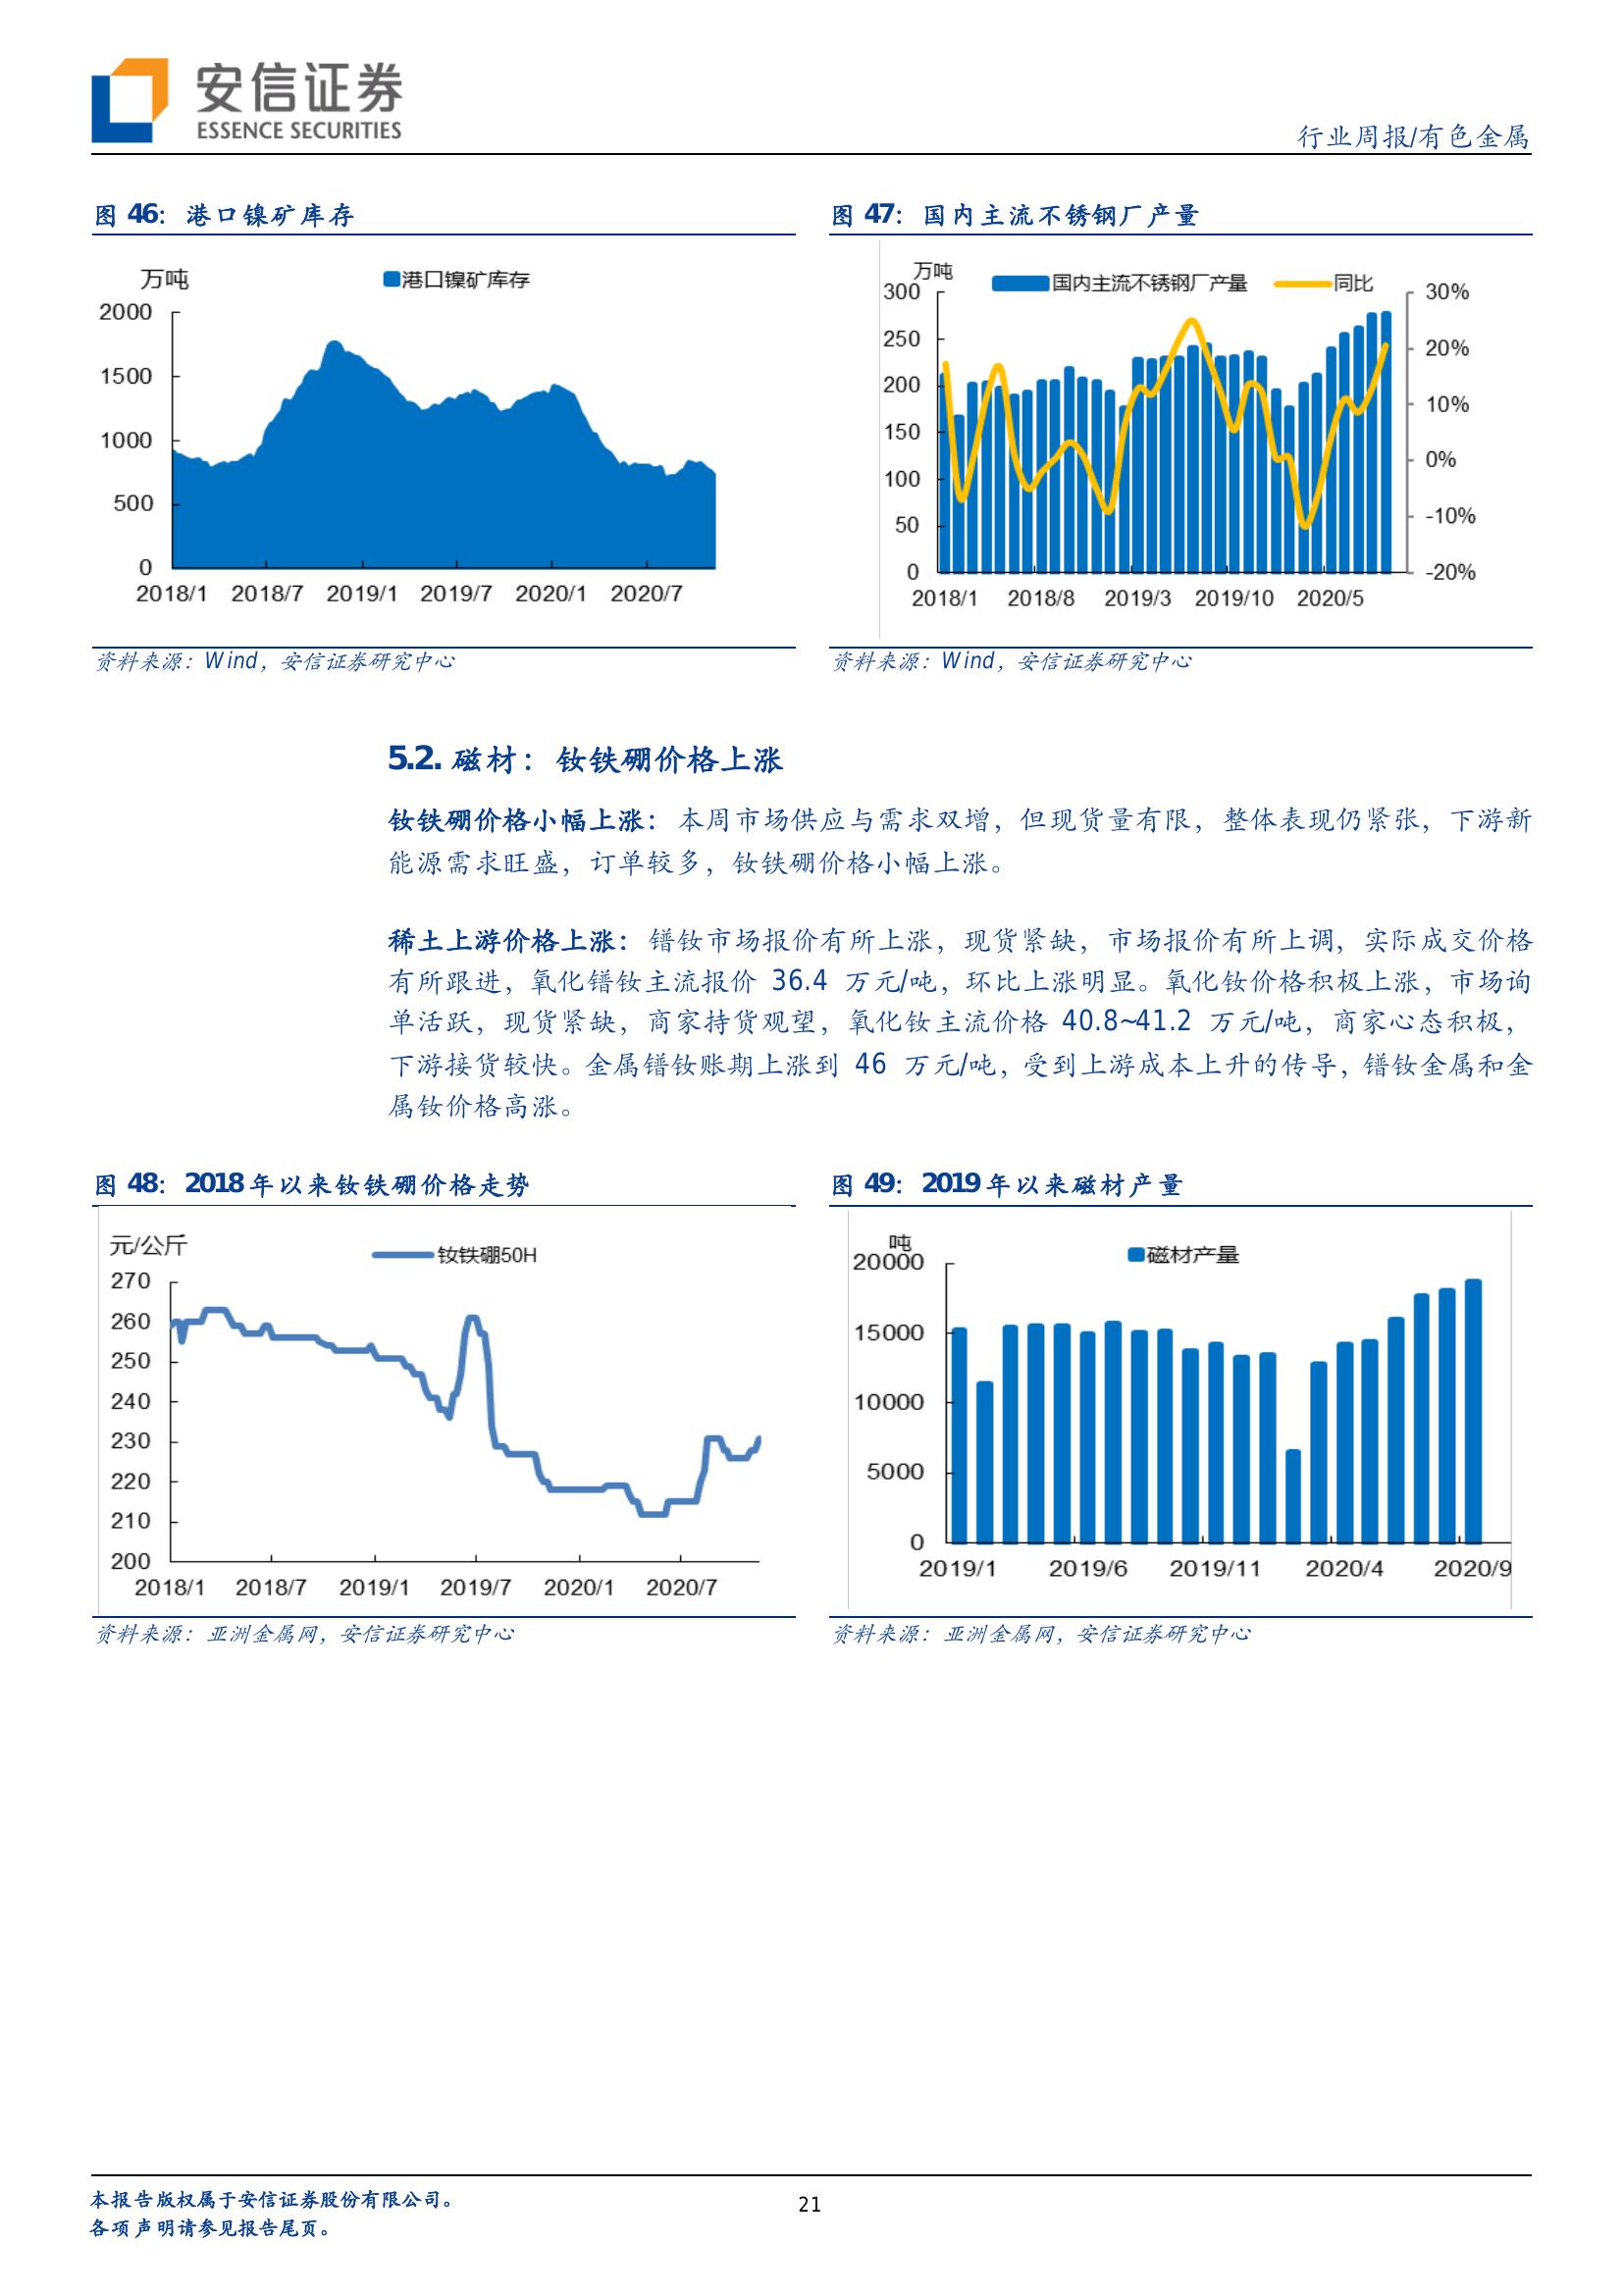 安信证券
ESSENCE SECURITIES
行业周报/有色金属
图 46：港口镍矿库存
万吨
港口镍矿库存
2000
1500
1000
500
0
2018/1 2018/7 2019/1 2019/7 2020/1 2020/7
资料来源：Wind，安信证券研究中心
图 47：国内主流不锈钢厂产量
万吨
国内主流不锈钢厂产量 同比
300 30%
250
20%
200
10%
150
0%
100
-10%
50
0 -20%
2018/1 2018/8 2019/3 2019/10 2020/5
资料来源：Wind，安信证券研究中心
5.2. 磁材：钕铁硼价格上涨
钕铁硼价格小幅上涨：本周市场供应与需求双增，但现货量有限，整体表现仍紧张，下游新
能源需求旺盛，订单较多，钕铁硼价格小幅上涨。
稀土上游价格上涨：镨钕市场报价有所上涨，现货紧缺，市场报价有所上调，实际成交价格
有所跟进，氧化镨钕主流报价 36.4 万元/吨，环比上涨明显。氧化钕价格积极上涨，市场询
单活跃，现货紧缺，商家持货观望，氧化钕主流价格 40.8~41.2 万元/吨，商家心态积极，
下游接货较快。金属镨钕账期上涨到 46 万元/吨，受到上游成本上升的传导，镨钕金属和金
属钕价格高涨。
图 48：2018 年以来钕铁硼价格走势
元/公斤
钕铁硼50H
270
260
250
240
230
220
210
200
2018/1 2018/7 2019/1 2019/7 2020/1 2020/7
资料来源：亚洲金属网，安信证券研究中心
图 49：2019 年以来磁材产量
吨
磁材产量
20000
15000
10000
5000
0
2019/1 2019/6 2019/11 2020/4 2020/9
资料来源：亚洲金属网，安信证券研究中心
本报告版权属于安信证券股份有限公司。
各项声明请参见报告尾页。
21